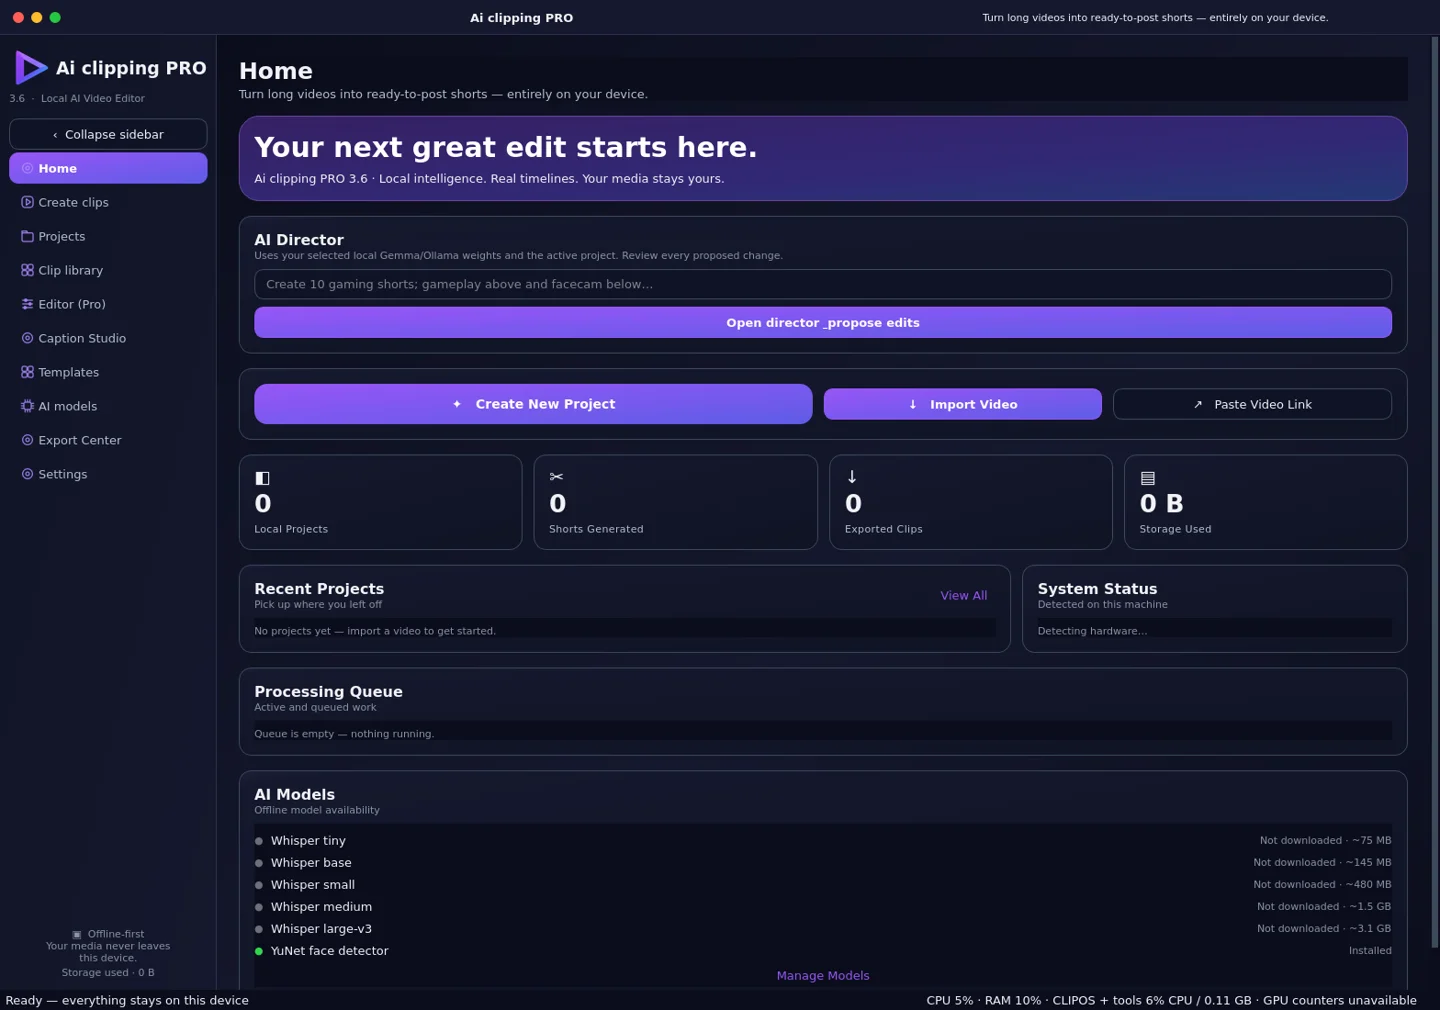 Ai clipping PRO
Turn long videos into ready-to-post shorts — entirely on your device.
Ai clipping PRO
3.6 · Local AI Video Editor
‹ Collapse sidebar
Home
Create clips
Projects
Clip library
Editor (Pro)
Caption Studio
Templates
AI models
Export Center
Settings
Offline-first
Your media never leaves
this device.
Storage used · 0 B
Home
Turn long videos into ready-to-post shorts — entirely on your device.
Your next great edit starts here.
Ai clipping PRO 3.6 · Local intelligence. Real timelines. Your media stays yours.
AI Director
Uses your selected local Gemma/Ollama weights and the active project. Review every proposed change.
Create 10 gaming shorts; gameplay above and facecam below…
Open director _propose edits
✦ Create New Project
↓ Import Video
↗ Paste Video Link
0
Local Projects
0
Shorts Generated
0
Exported Clips
0 B
Storage Used
Recent Projects
Pick up where you left off
View All
No projects yet — import a video to get started.
System Status
Detected on this machine
Detecting hardware…
Processing Queue
Active and queued work
Queue is empty — nothing running.
AI Models
Offline model availability
Whisper tiny Not downloaded · ~75 MB
Whisper base Not downloaded · ~145 MB
Whisper small Not downloaded · ~480 MB
Whisper medium Not downloaded · ~1.5 GB
Whisper large-v3 Not downloaded · ~3.1 GB
YuNet face detector Installed
Manage Models
Ready — everything stays on this device
CPU 5% · RAM 10% · CLIPOS + tools 6% CPU / 0.11 GB · GPU counters unavailable